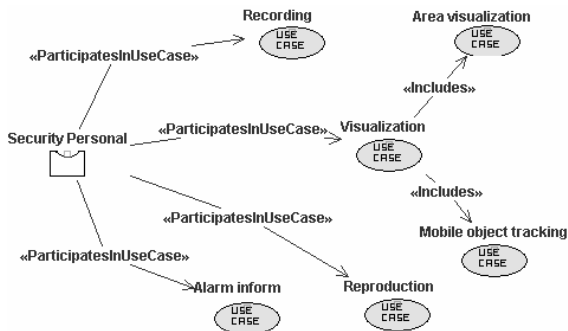 Recording
USE CASE
Area visualization
USE CASE
«ParticipatesInUseCase»
«Includes»
Security Personal
«ParticipatesInUseCase»
Visualization
USE CASE
«Includes»
«ParticipatesInUseCase»
Mobile object tracking
USE CASE
«ParticipatesInUseCase»
Alarm inform
USE CASE
Reproduction
USE CASE